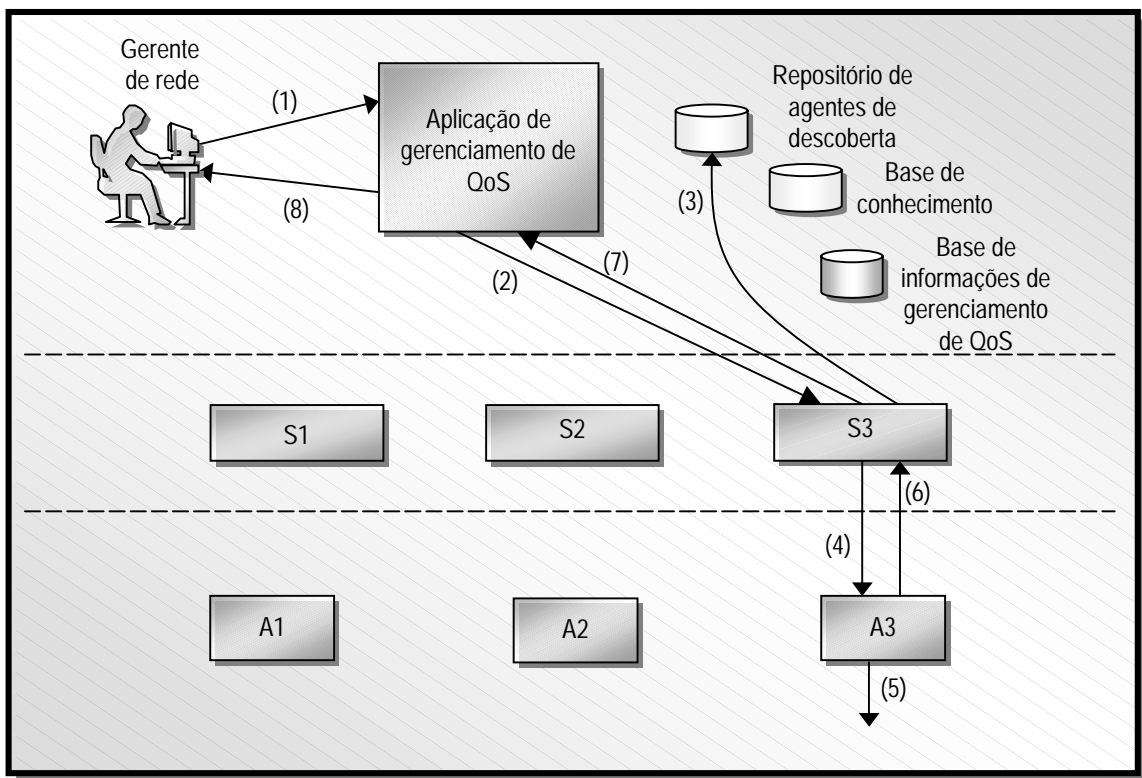 Gerente
de rede
(1)
(8)
Aplicação de
gerenciamento de
QoS
Repositório de
agentes de
descoberta
(3)
Base de
conhecimento
Base de
informações de
gerenciamento
de QoS
(2)
(7)
S1
S2
S3
(4)
(6)
A1
A2
A3
(5)